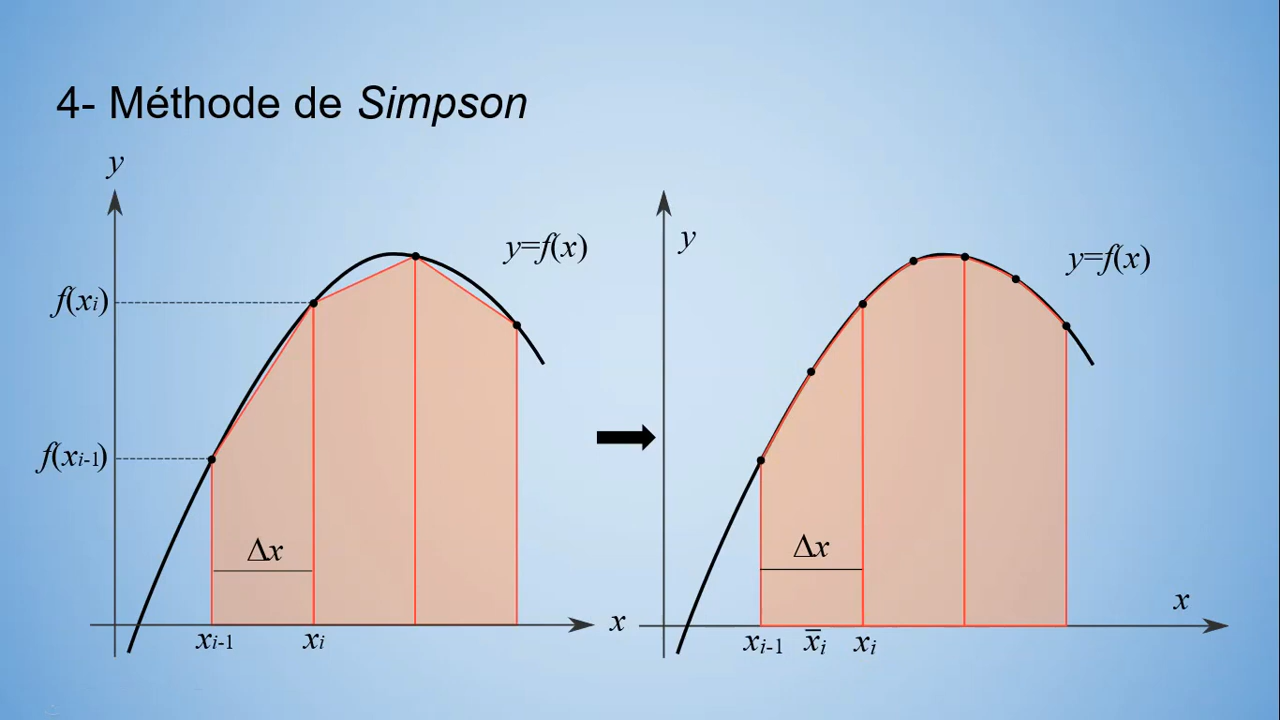 4- Méthode de Simpson
y
y=f(x)
f(xi)
f(xi-1)
Δx
x
xi-1 xi
y
y=f(x)
Δx
x
xi-1 x̅i xi